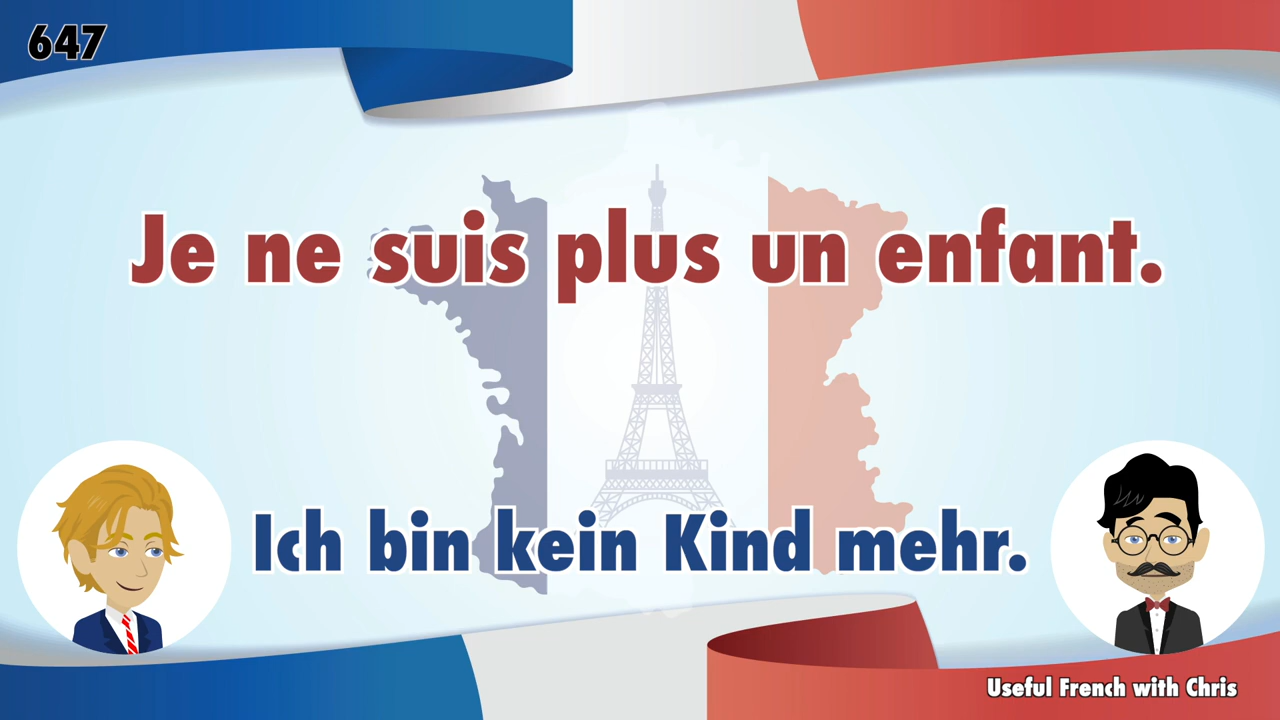 647
Je ne suis plus un enfant.
Ich bin kein Kind mehr.
Useful French with Chris